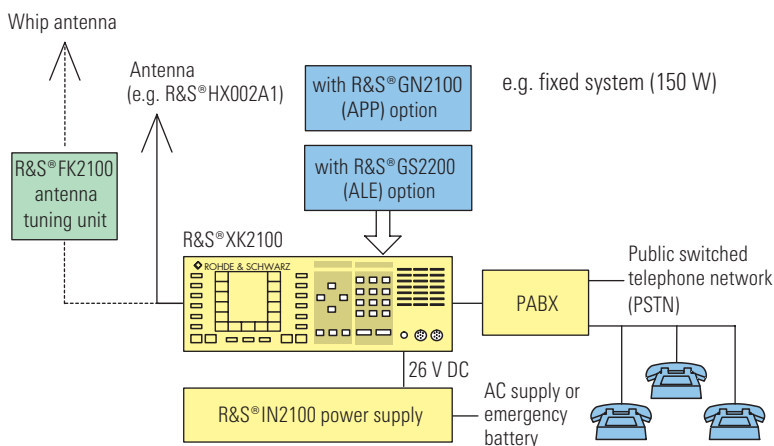 Whip antenna
Antenna
(e.g. R&S®HX002A1)
with R&S®GN2100
(APP) option
e.g. fixed system (150 W)
R&S®FK2100
antenna
tuning unit
with R&S®GS2200
(ALE) option
R&S®XK2100
ROHDE & SCHWARZ
PABX
Public switched
telephone network
(PSTN)
26 V DC
R&S®IN2100 power supply
AC supply or
emergency
battery